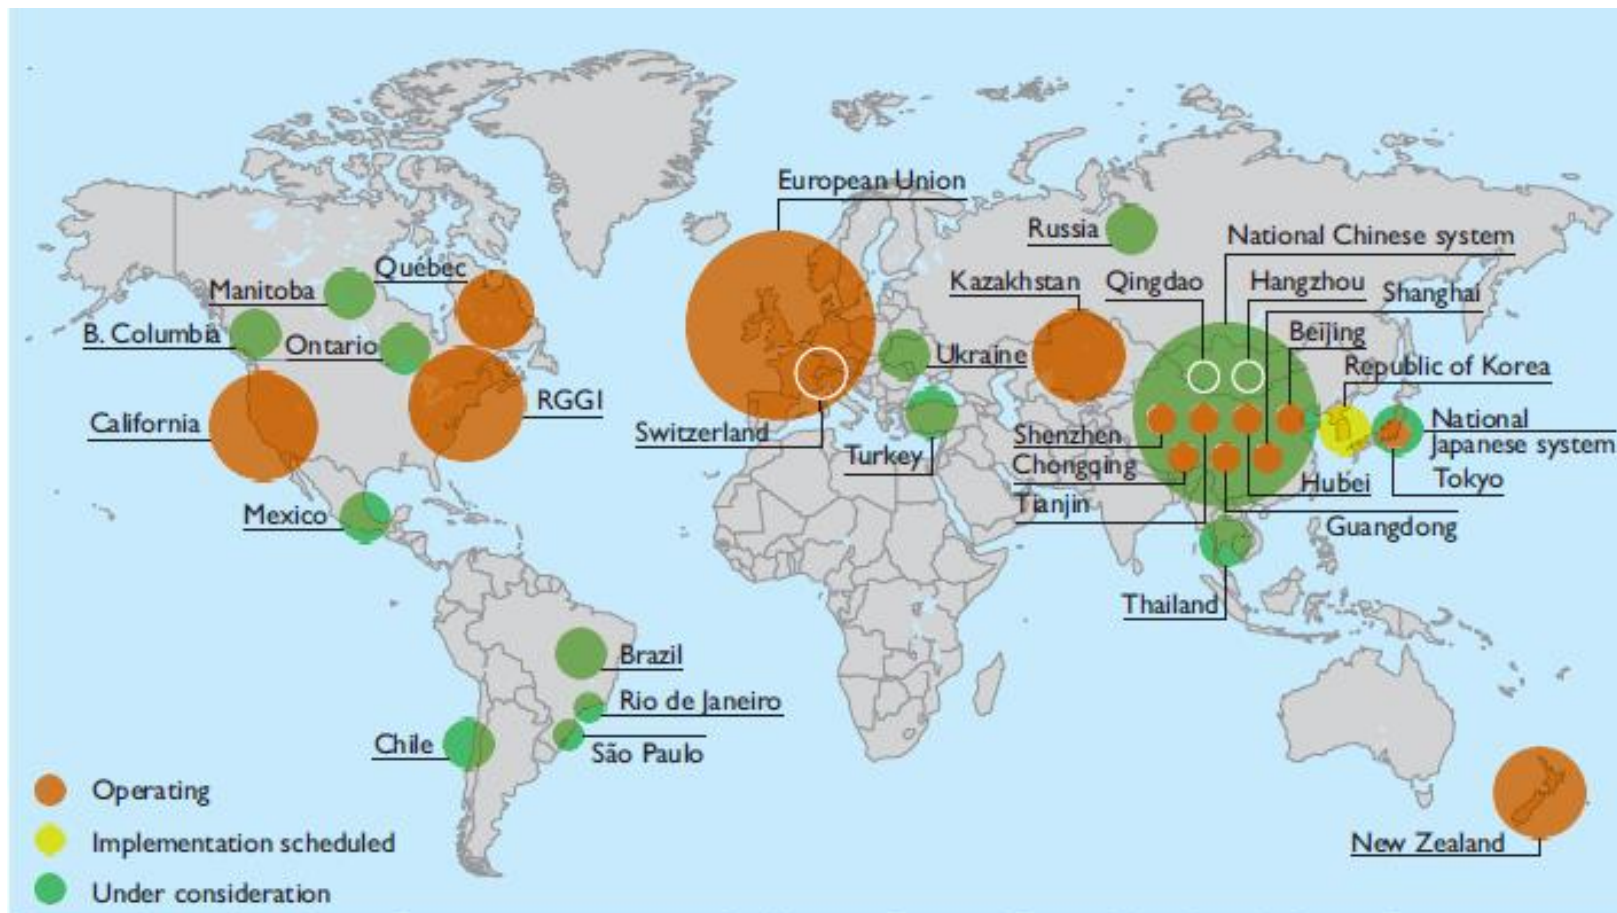 European Union
Russia
National Chinese system
Québec
Manitoba
Kazakhstan
Qingdao
Hangzhou
Shanghai
B. Columbia
Ontario
Beijing
Ukraine
Republic of Korea
RGGI
California
Switzerland
Turkey
Shenzhen
National
Japanese system
Chongqing
Hubei
Tokyo
Tianjin
Mexico
Guangdong
Thailand
Brazil
Rio de Janeiro
Chile
São Paulo
Operating
Implementation scheduled
New Zealand
Under consideration